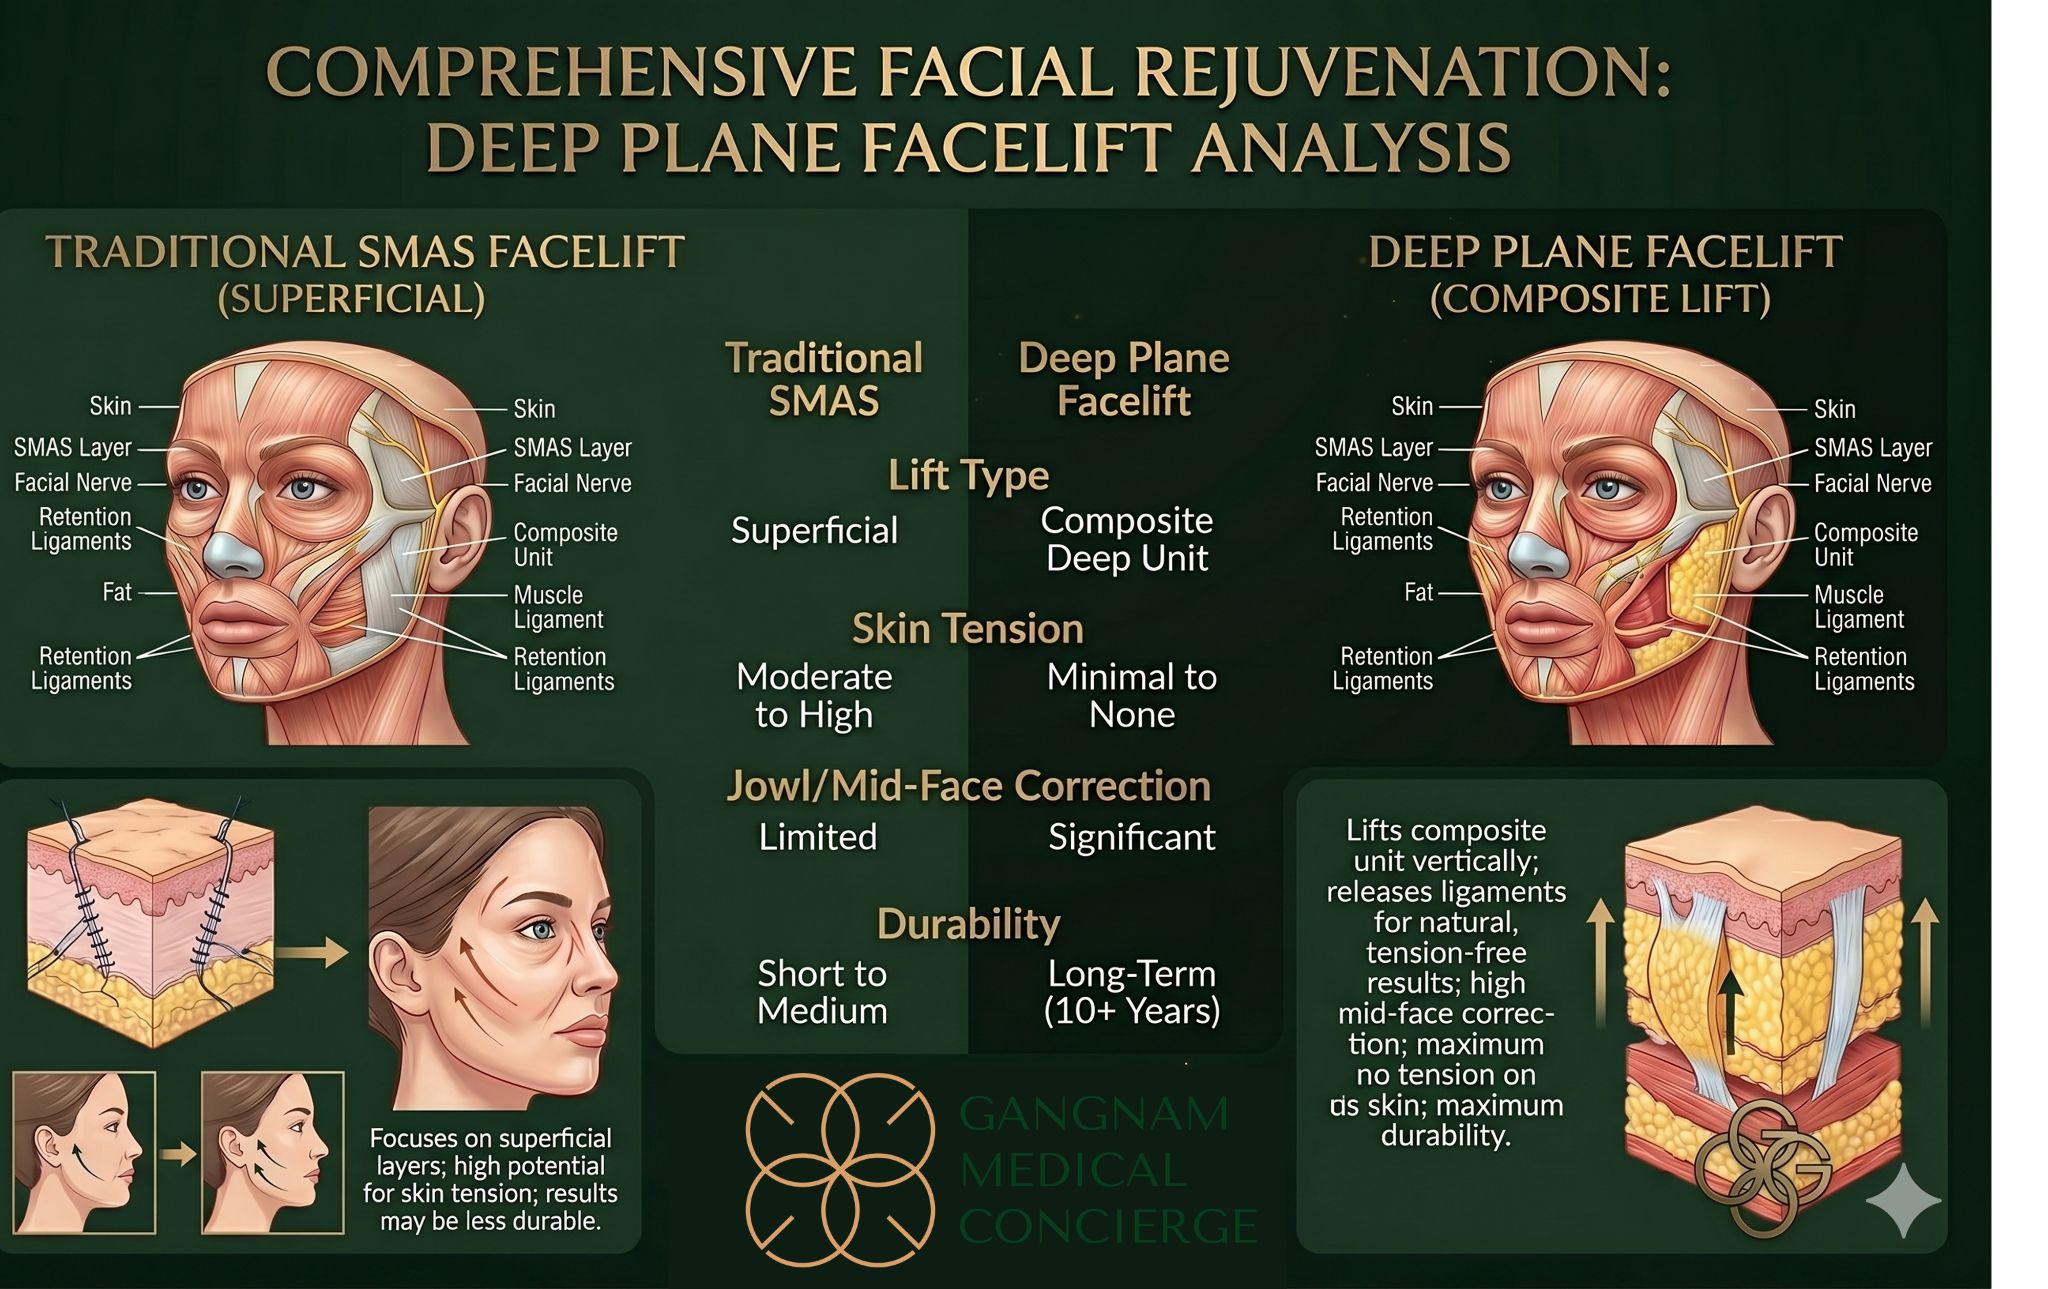 COMPREHENSIVE FACIAL REJUVENATION:
DEEP PLANE FACELIFT ANALYSIS
TRADITIONAL SMAS FACELIFT
(SUPERFICIAL)
Skin
SMAS Layer
Facial Nerve
Retention
Ligaments
Fat
Retention
Ligaments
Skin
SMAS Layer
Facial Nerve
Composite
Unit
Muscle
Ligament
Retention
Ligaments
Traditional
SMAS
Deep Plane
Facelift
Lift Type
Superficial
Composite
Deep Unit
Skin Tension
Moderate
to High
Minimal to
None
Jowl/Mid-Face Correction
Limited
Significant
Durability
Short to
Medium
Long-Term
(10+ Years)
DEEP PLANE FACELIFT
(COMPOSITE LIFT)
Skin
SMAS Layer
Facial Nerve
Retention
Ligaments
Fat
Retention
Ligaments
Skin
SMAS Layer
Facial Nerve
Composite
Unit
Muscle
Ligament
Retention
Ligaments
Focuses on superficial
layers; high potential
for skin tension; results
may be less durable.
GANGNAM
MEDICAL
CONCIERGE
Lifts composite
unit vertically;
releases ligaments
for natural,
tension-free
results; high
mid-face correc-
tion; maximum
no tension on
as skin; maximum
durability.